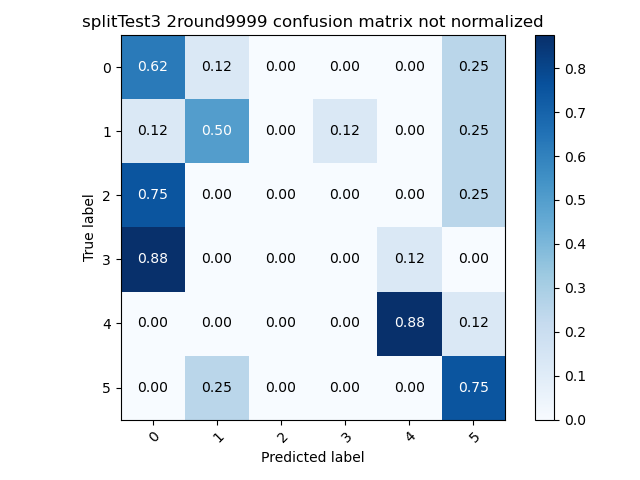 splitTest3 2round9999 confusion matrix not normalized
0 0.62 0.12 0.00 0.00 0.00 0.25
1 0.12 0.50 0.00 0.12 0.00 0.25
2 0.75 0.00 0.00 0.00 0.00 0.25
3 0.88 0.00 0.00 0.00 0.12 0.00
4 0.00 0.00 0.00 0.00 0.88 0.12
5 0.00 0.25 0.00 0.00 0.00 0.75
0 1 2 3 4 5
True label
Predicted label
0.8
0.7
0.6
0.5
0.4
0.3
0.2
0.1
0.0